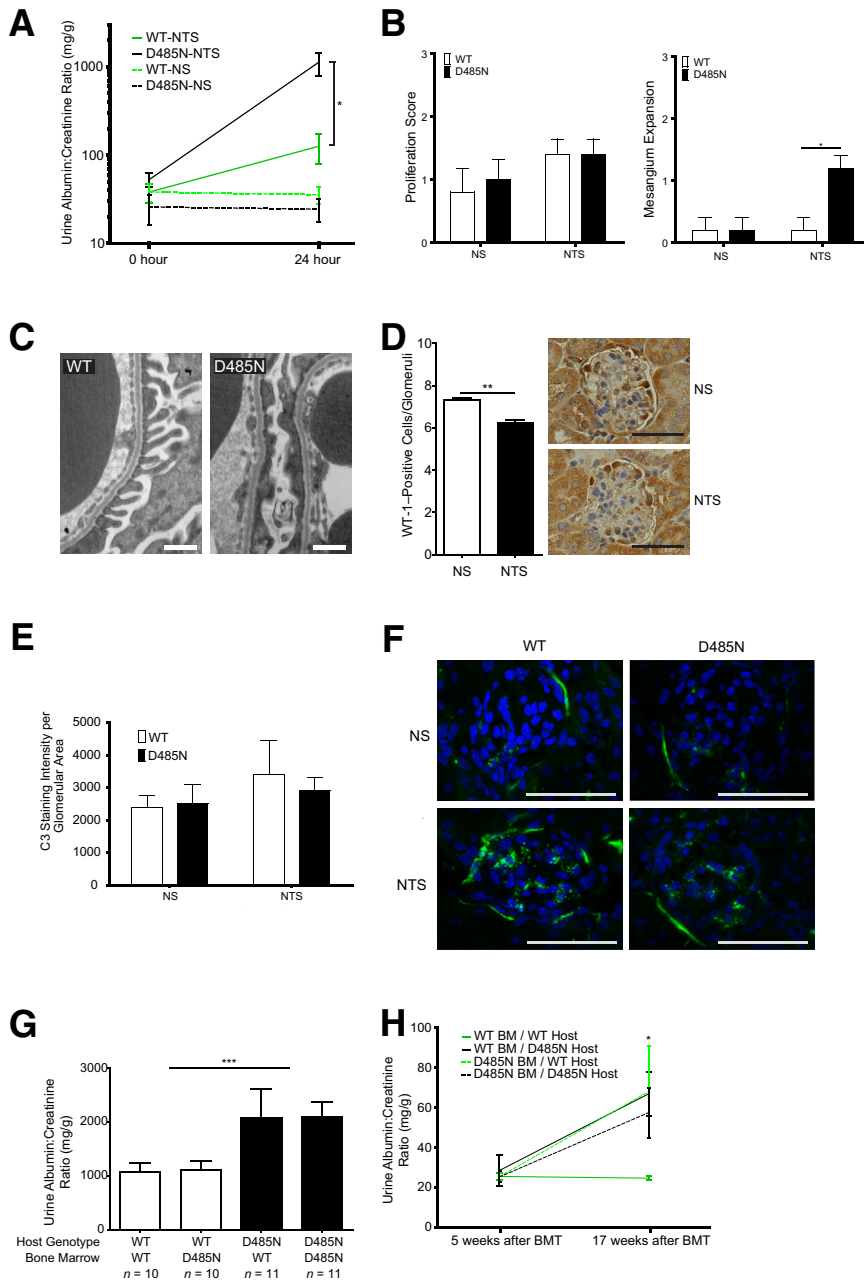 A
Urine Albumin:Creatinine Ratio (mg/g)
1000
100
10
WT-NTS
D485N-NTS
WT-NS
D485N-NS
*
0 hour
24 hour
B
Proliferation Score
3
2
1
0
WT
D485N
NS
NTS
Mesangium Expansion
3
2
1
0
WT
D485N
*
NS
NTS
C
WT
D485N
D
WT-1–Positive Cells/Glomeruli
10
8
6
4
2
0
**
NS
NTS
NS
NTS
E
C3 Staining Intensity per
Glomerular Area
5000
4000
3000
2000
1000
0
WT
D485N
NS
NTS
F
WT
D485N
NS
NTS
G
Urine Albumin:Creatinine
Ratio (mg/g)
3000
2000
1000
0
***
Host Genotype WT WT D485N D485N
Bone Marrow WT D485N WT D485N
n = 10 n = 10 n = 11 n = 11
H
Urine Albumin:Creatinine
Ratio (mg/g)
100
80
60
40
20
0
WT BM / WT Host
WT BM / D485N Host
D485N BM / WT Host
D485N BM / D485N Host
*
5 weeks after BMT
17 weeks after BMT